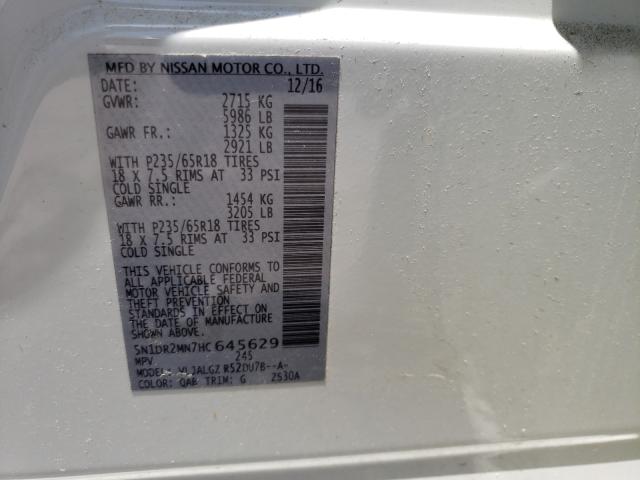 MFD BY NISSAN MOTOR CO., LTD.
DATE: 12/16
GVWR: 2715 KG
5986 LB
GAWR FR.: 1325 KG
2921 LB
WITH P235/65R18 TIRES
18 X 7.5 RIMS AT 33 PSI
COLD SINGLE
GAWR RR.: 1454 KG
3205 LB
WITH P235/65R18 TIRES
18 X 7.5 RIMS AT 33 PSI
COLD SINGLE
THIS VEHICLE CONFORMS TO
ALL APPLICABLE FEDERAL
MOTOR VEHICLE SAFETY AND
THEFT PREVENTION
STANDARDS IN EFFECT ON
THE DATE OF MANUFACTURE
SHOWN ABOVE.
5N1DR2MN7HC645629
MPV 245
MODEL: R52DU7B--A-
COLOR: QAB TRIM: G 2530A